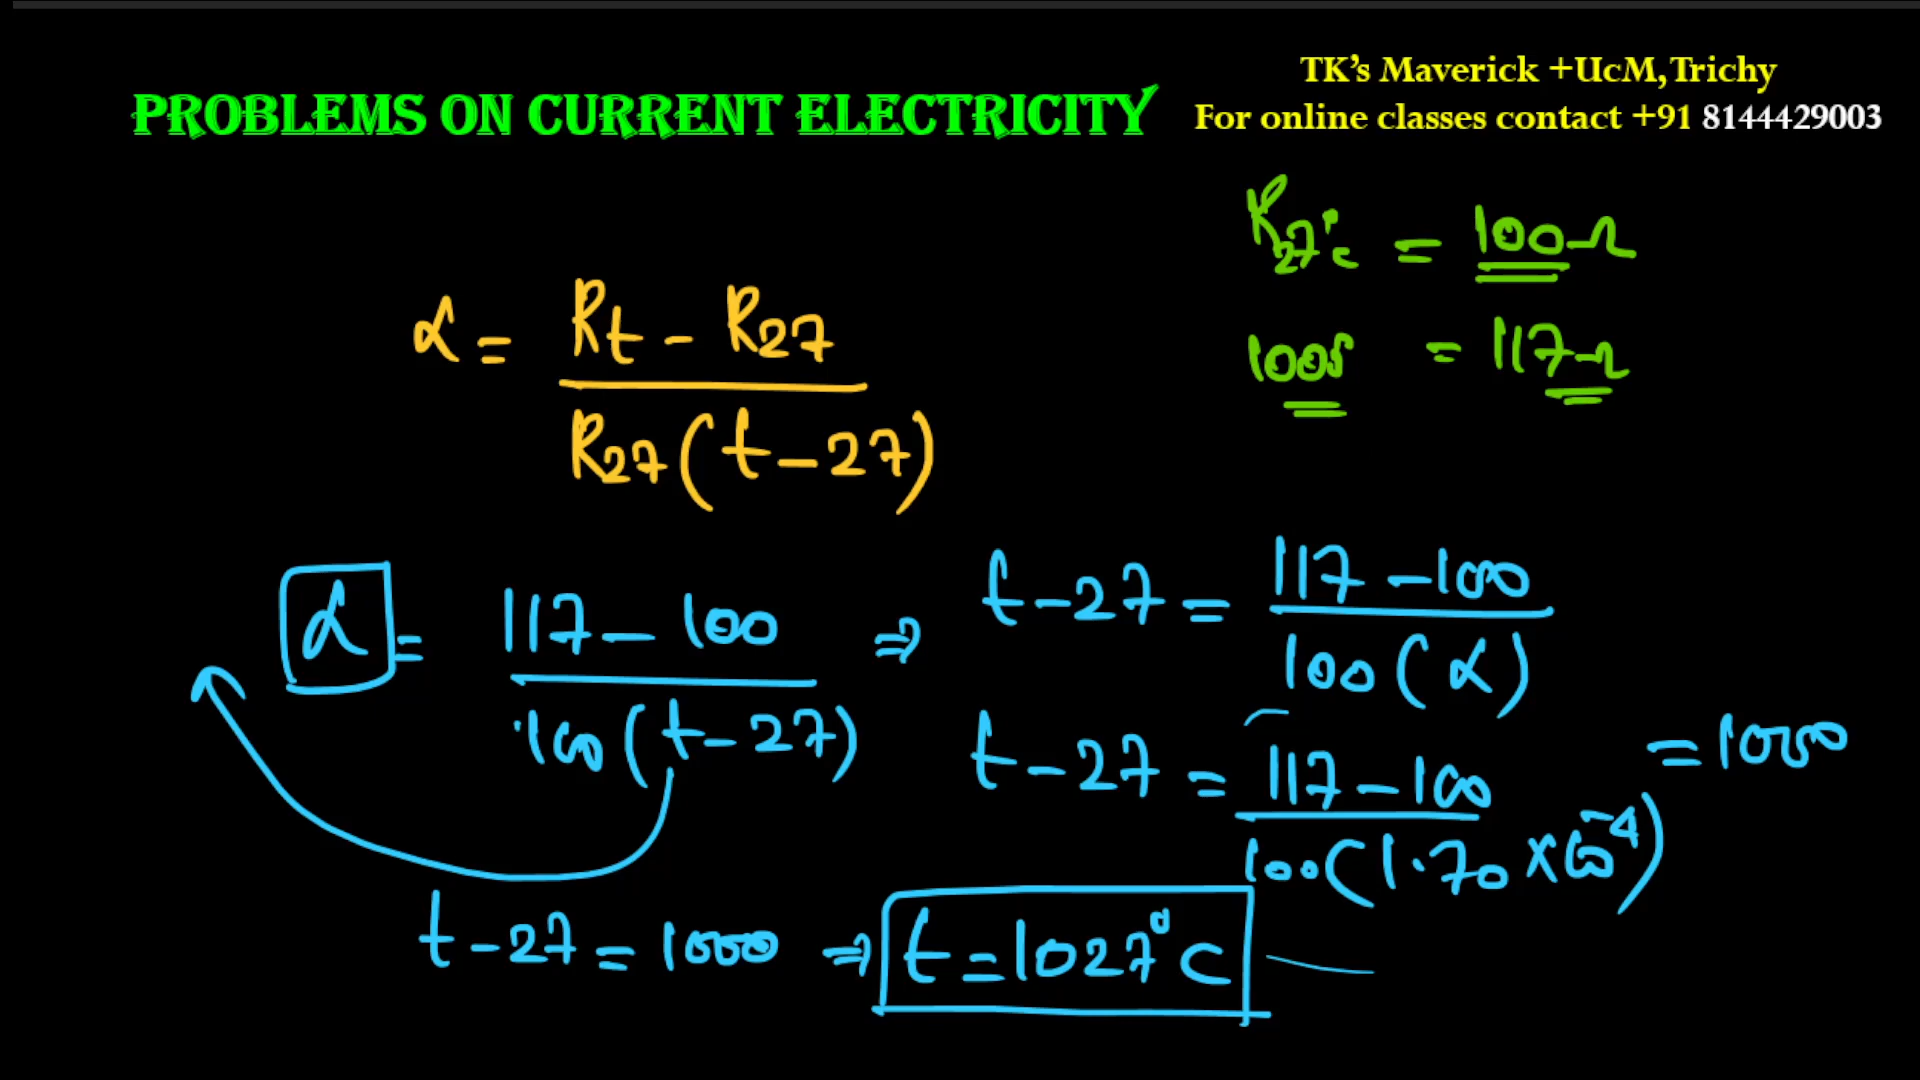 TK's Maverick +UcM,Trichy
PROBLEMS ON CURRENT ELECTRICITY
For online classes contact +91 8144429003
R27°C = 100Ω
= 117Ω
α = Rt - R27 / R27 (t - 27)
α = 117 - 100 / 100 (t - 27) ⇒ t - 27 = 117 - 100 / 100 (α)
t - 27 = 117 - 100 / 100 (1.70 × 10^-4) = 1000
t - 27 = 1000 ⇒ t = 1027°C